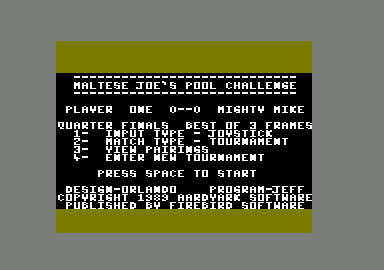 MALTESE JOE'S POOL CHALLENGE
PLAYER ONE 0--0 MIGHTY MIKE
QUARTER FINALS BEST OF 3 FRAMES
1- INPUT TYPE - JOYSTICK
2- MATCH TYPE - TOURNAMENT
3- VIEW PAIRINGS
4- ENTER NEW TOURNAMENT
PRESS SPACE TO START
DESIGN-ORLANDO PROGRAM-JEFF
COPYRIGHT 1989 AARDVARK SOFTWARE
PUBLISHED BY FIREBIRD SOFTWARE